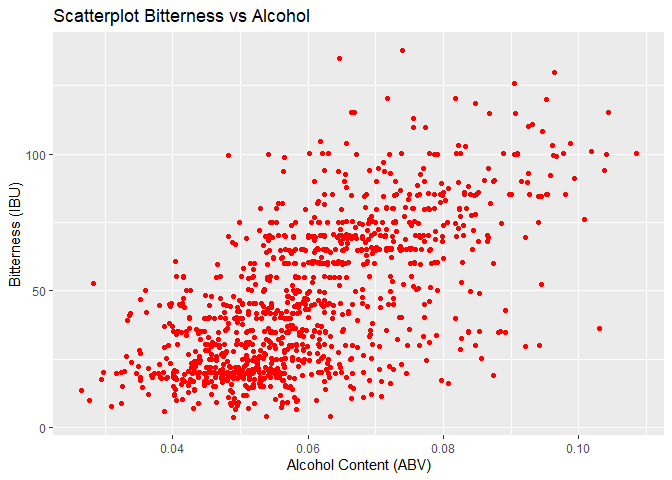 Scatterplot Bitterness vs Alcohol
Bitterness (IBU)
100
50
0
0.04 0.06 0.08 0.10
Alcohol Content (ABV)